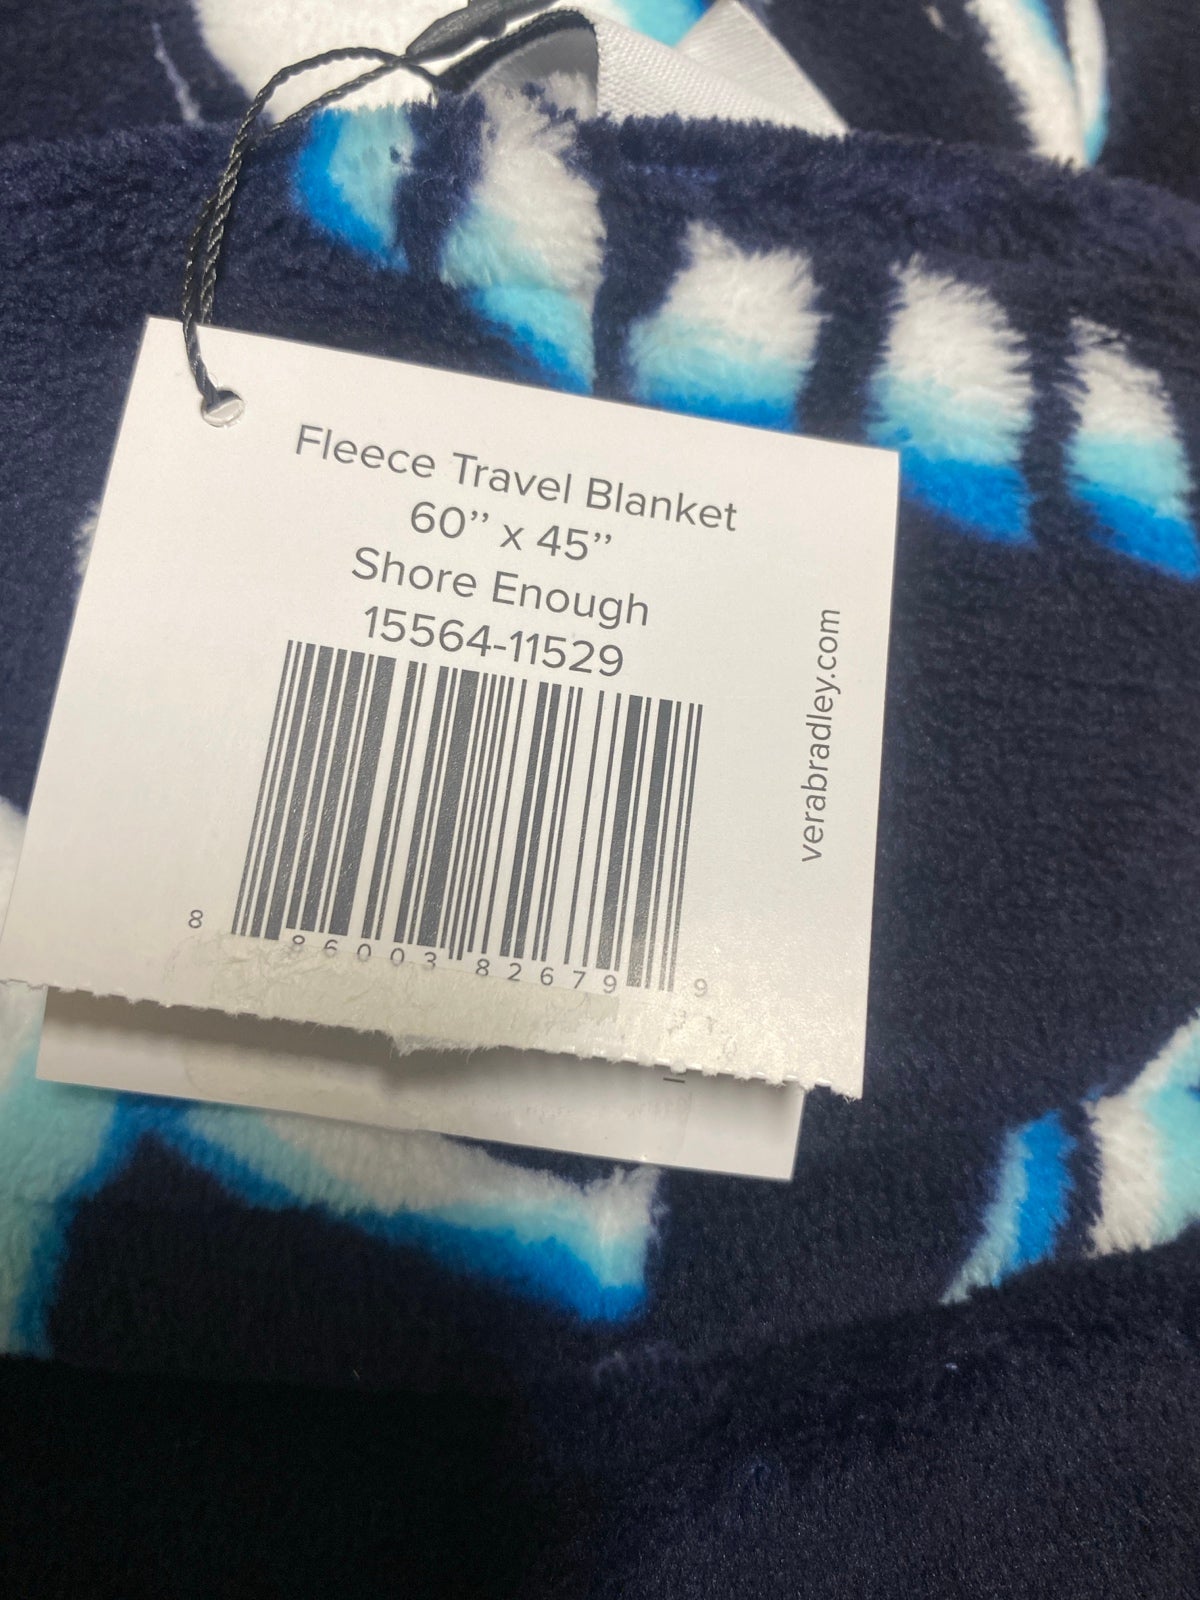 Fleece Travel Blanket
60” x 45”
Shore Enough
15564-11529
8 86003 82679 9
verabradley.com